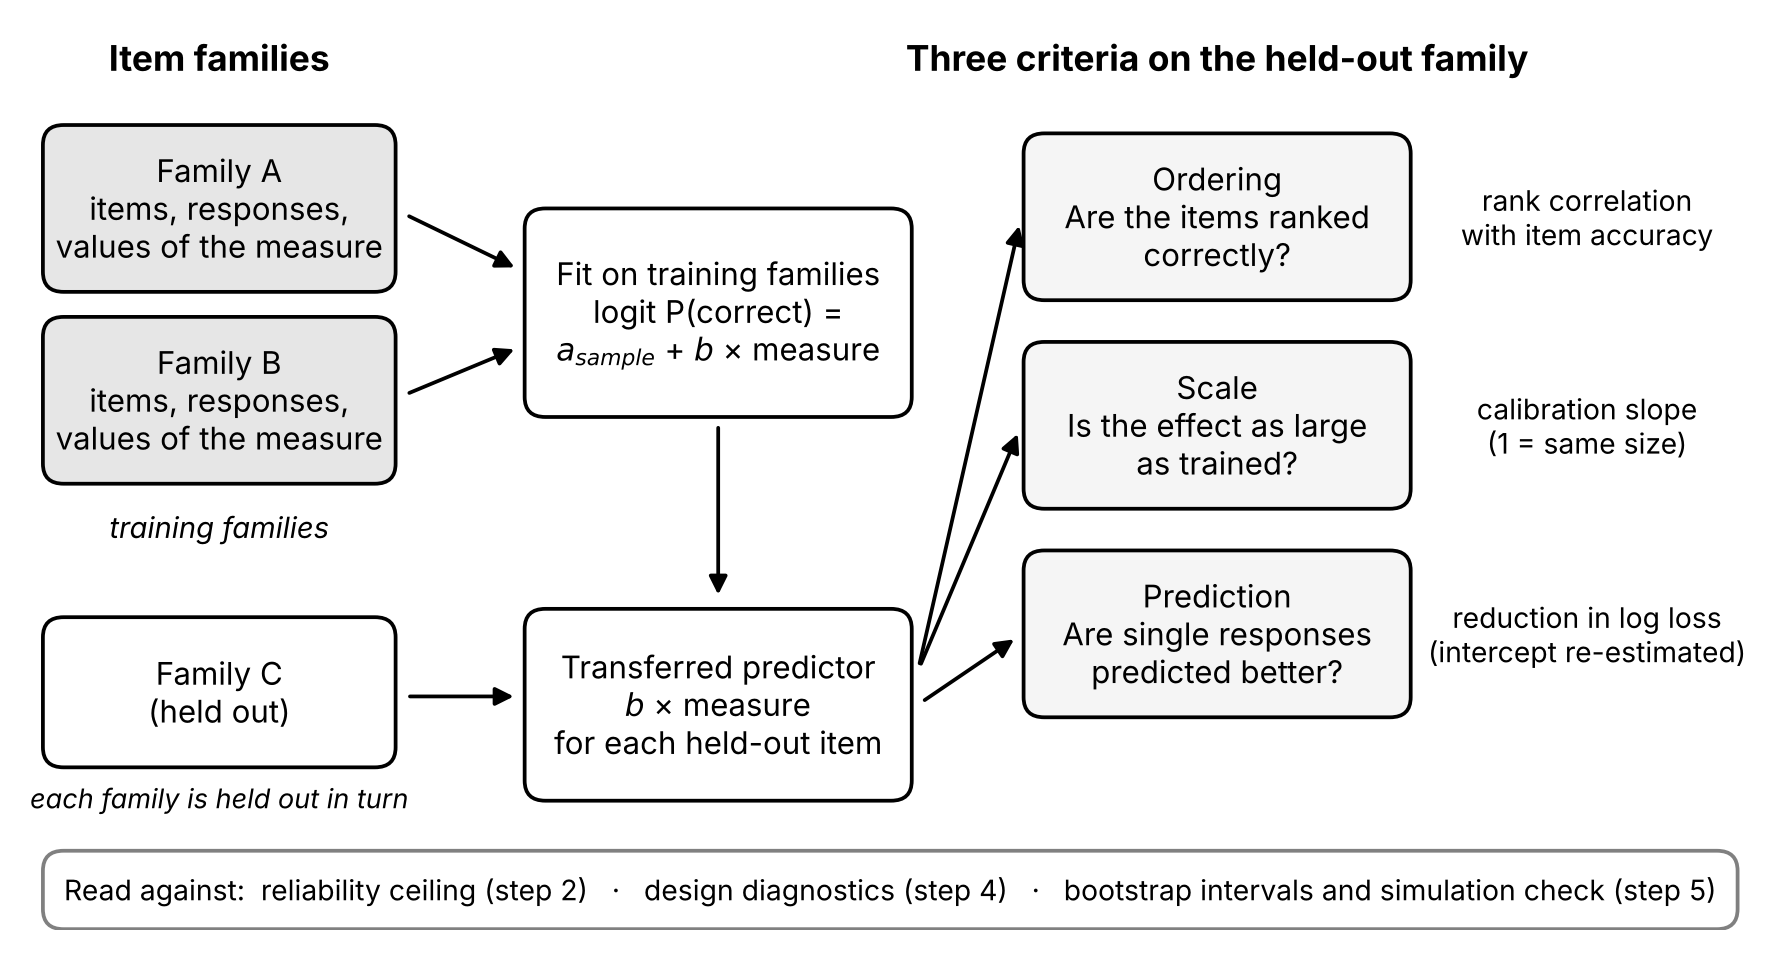 Item families
Three criteria on the held-out family
Family A
items, responses,
values of the measure
Family B
items, responses,
values of the measure
training families
Family C
(held out)
each family is held out in turn
Fit on training families
logit P(correct) =
a_sample + b × measure
Transferred predictor
b × measure
for each held-out item
Ordering
Are the items ranked
correctly?
rank correlation
with item accuracy
Scale
Is the effect as large
as trained?
calibration slope
(1 = same size)
Prediction
Are single responses
predicted better?
reduction in log loss
(intercept re-estimated)
Read against: reliability ceiling (step 2) · design diagnostics (step 4) · bootstrap intervals and simulation check (step 5)